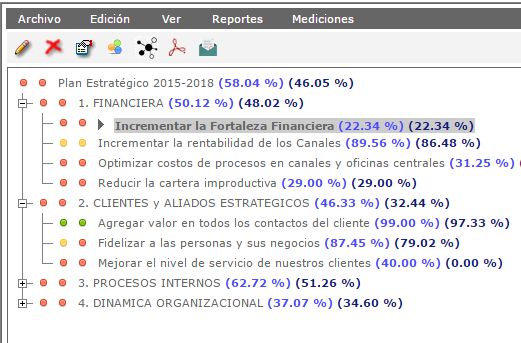 Archivo Edición Ver Reportes Mediciones
Plan Estratégico 2015-2018 (58.04 %) (46.05 %)
1. FINANCIERA (50.12 %) (48.02 %)
Incrementar la Fortaleza Financiera (22.34 %) (22.34 %)
Incrementar la rentabilidad de los Canales (89.56 %) (86.48 %)
Optimizar costos de procesos en canales y oficinas centrales (31.25 %)
Reducir la cartera improductiva (29.00 %) (29.00 %)
2. CLIENTES y ALIADOS ESTRATEGICOS (46.33 %) (32.44 %)
Agregar valor en todos los contactos del cliente (99.00 %) (97.33 %)
Fidelizar a las personas y sus negocios (87.45 %) (79.02 %)
Mejorar el nivel de servicio de nuestros clientes (40.00 %) (0.00 %)
3. PROCESOS INTERNOS (62.72 %) (51.26 %)
4. DINAMICA ORGANIZACIONAL (37.07 %) (34.60 %)